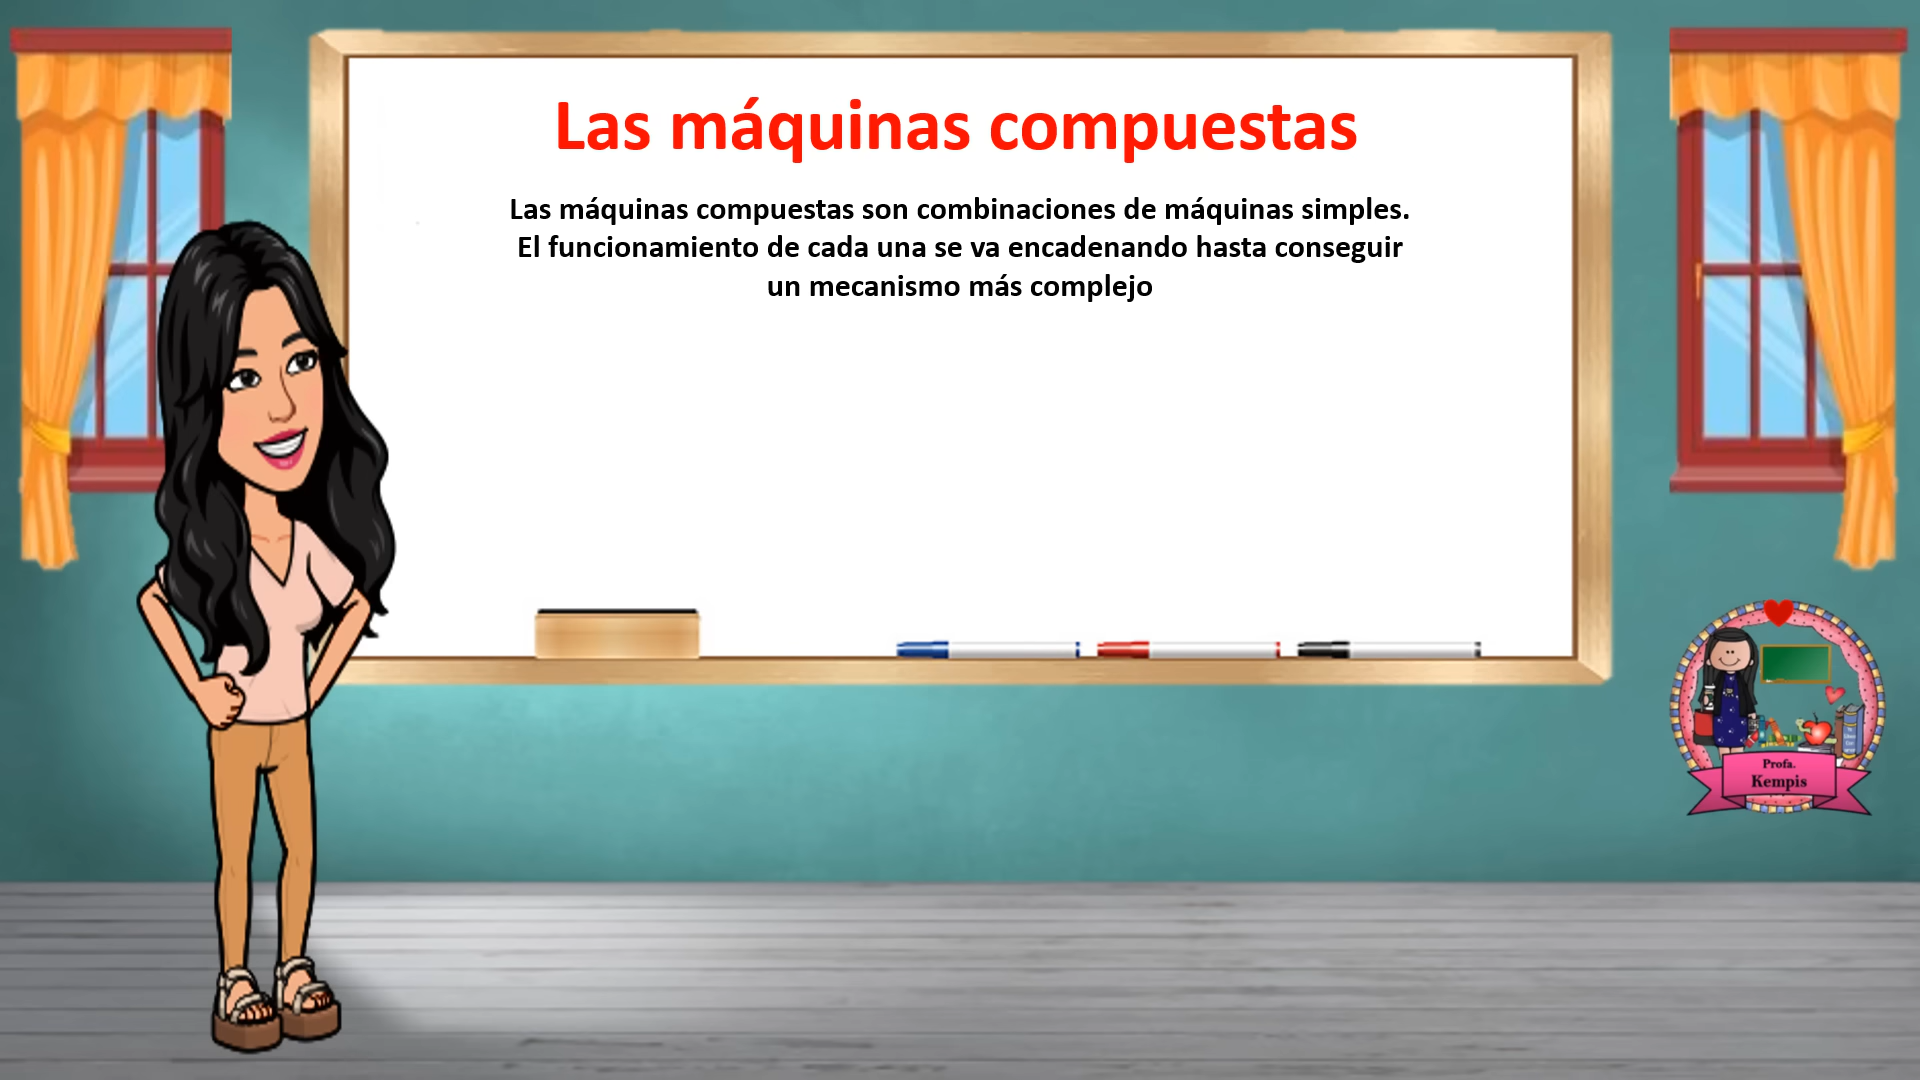 Las máquinas compuestas
Las máquinas compuestas son combinaciones de máquinas simples.
El funcionamiento de cada una se va encadenando hasta conseguir
un mecanismo más complejo
Profa.
Kempis